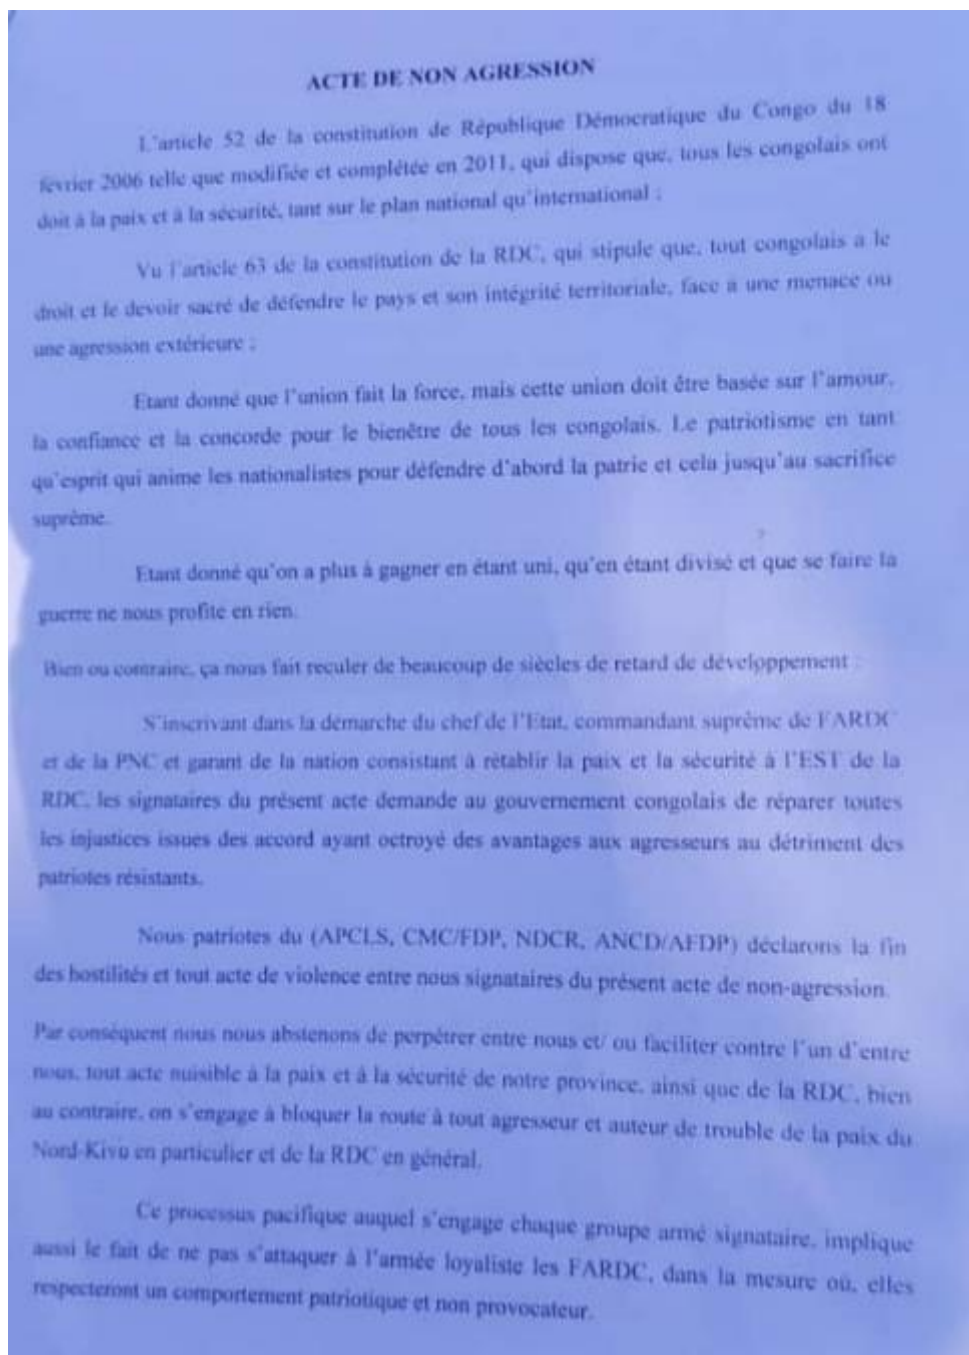 ACTE DE NON AGRESSION
L'article 52 de la constitution de République Démocratique du Congo du 18
février 2006 telle que modifiée et complétée en 2011, qui dispose que, tous les congolais ont
doit à la paix et à la sécurité, tant sur le plan national qu'international ;
Vu l'article 63 de la constitution de la RDC, qui stipule que, tout congolais a le
droit et le devoir sacré de défendre le pays et son intégrité territoriale, face à une menace ou
une agression extérieure ;
Etant donné que l'union fait la force, mais cette union doit être basée sur l'amour,
la confiance et la concorde pour le bienêtre de tous les congolais. Le patriotisme en tant
qu'esprit qui anime les nationalistes pour défendre d'abord la patrie et cela jusqu'au sacrifice
suprême.
Etant donné qu'on a plus à gagner en étant uni, qu'en étant divisé et que se faire la
guerre ne nous profite en rien.
Bien ou contraire, ça nous fait reculer de beaucoup de siècles de retard de développement ;
S'inscrivant dans la démarche du chef de l'Etat, commandant suprême de FARDC
et de la PNC et garant de la nation consistant à rétablir la paix et la sécurité à l'EST de la
RDC, les signataires du présent acte demande au gouvernement congolais de réparer toutes
les injustices issues des accord ayant octroyé des avantages aux agresseurs au détriment des
patriotes résistants.
Nous patriotes du (APCLS, CMC/FDP, NDCR, ANCD/AFDP) déclarons la fin
des hostilités et tout acte de violence entre nous signataires du présent acte de non-agression.
Par conséquent nous nous abstenons de perpétrer entre nous et/ ou faciliter contre l'un d'entre
nous, tout acte nuisible à la paix et à la sécurité de notre province, ainsi que de la RDC, bien
au contraire, on s'engage à bloquer la route à tout agresseur et auteur de trouble de la paix du
Nord-Kivu en particulier et de la RDC en général.
Ce processus pacifique auquel s'engage chaque groupe armé signataire, implique
aussi le fait de ne pas s'attaquer à l'armée loyaliste les FARDC, dans la mesure où, elles
respecteront un comportement patriotique et non provocateur.